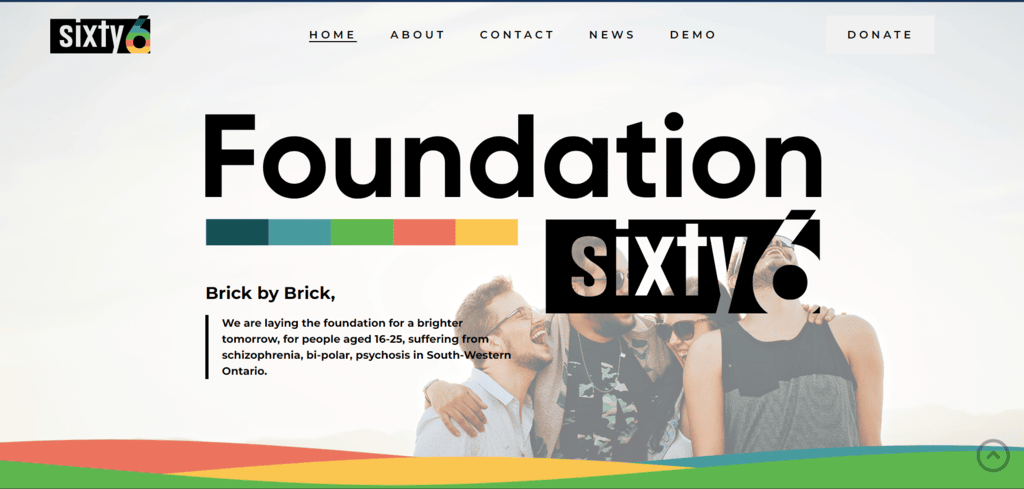 sixty6
HOME ABOUT CONTACT NEWS DEMO DONATE
Foundation
sixty6
Brick by Brick,
We are laying the foundation for a brighter
tomorrow, for people aged 16-25, suffering from
schizophrenia, bi-polar, psychosis in South-Western
Ontario.